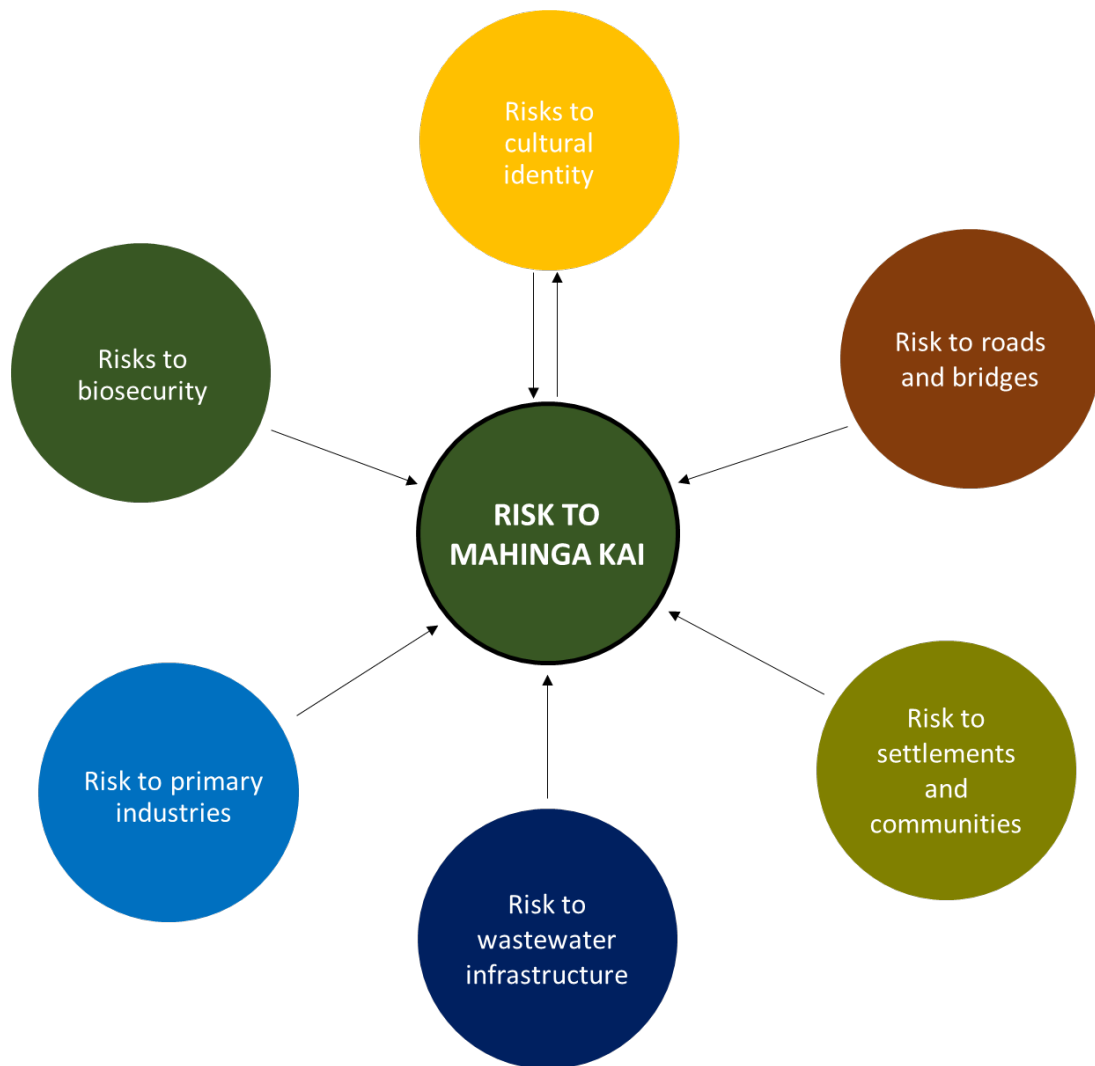 Risks to
cultural
identity
Risks to
biosecurity
Risk to roads
and bridges
RISK TO
MAHINGA KAI
Risk to primary
industries
Risk to
settlements
and
communities
Risk to
wastewater
infrastructure